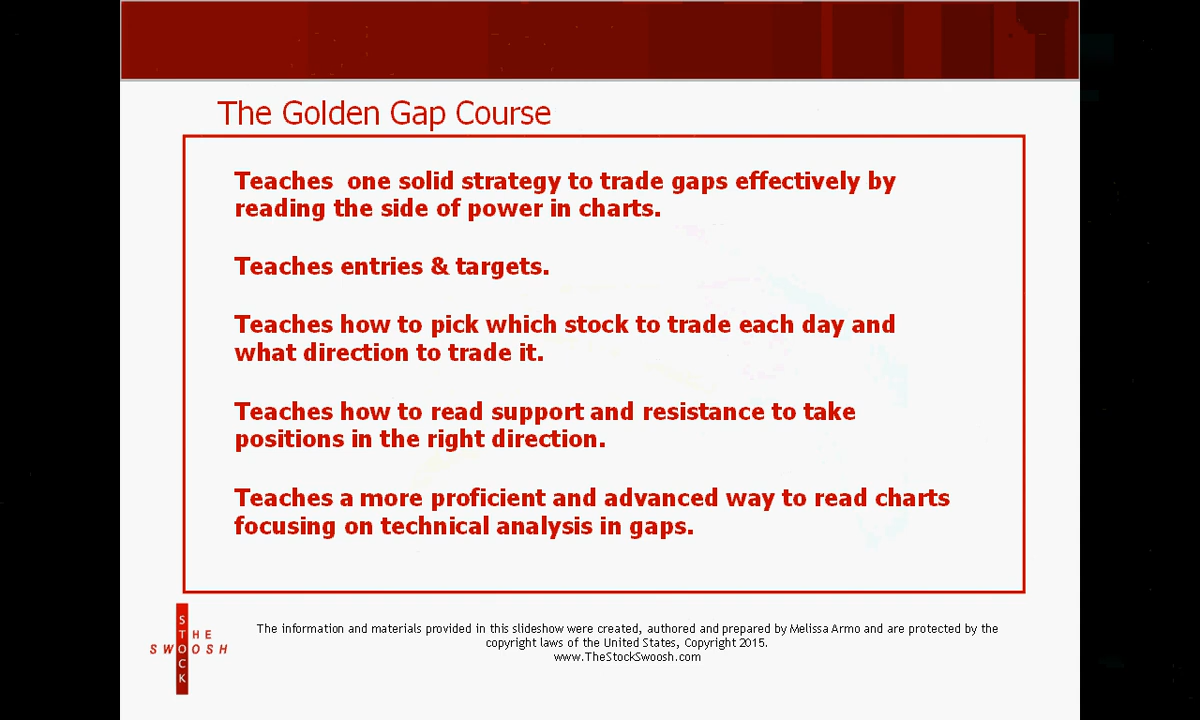 The Golden Gap Course
Teaches  one solid strategy to trade gaps effectively by
reading the side of power in charts.
Teaches entries & targets.
Teaches how to pick which stock to trade each day and
what direction to trade it.
Teaches how to read support and resistance to take
positions in the right direction.
Teaches a more proficient and advanced way to read charts
focusing on technical analysis in gaps.
THE
STOCK
SWOOSH
The information and materials provided in this slideshow were created, authored and prepared by Melissa Armo and are protected by the
copyright laws of the United States, Copyright 2015.
www.TheStockSwoosh.com